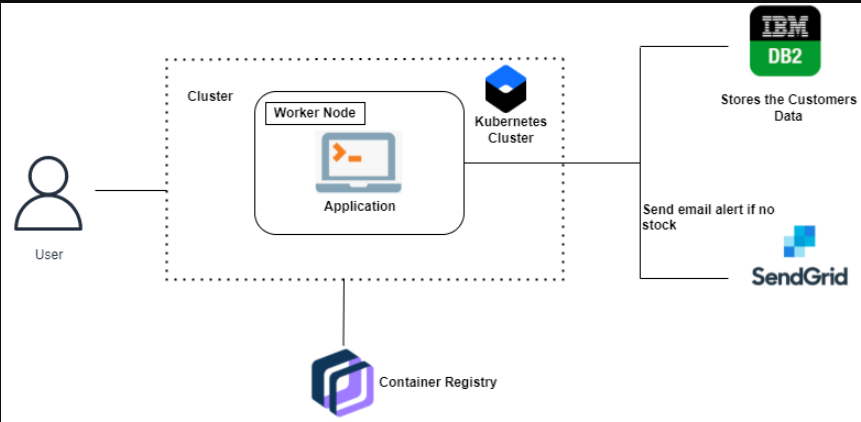 IBM
DB2
Stores the Customers
Data
Cluster
Worker Node
Kubernetes
Cluster
Application
User
Send email alert if no
stock
SendGrid
Container Registry